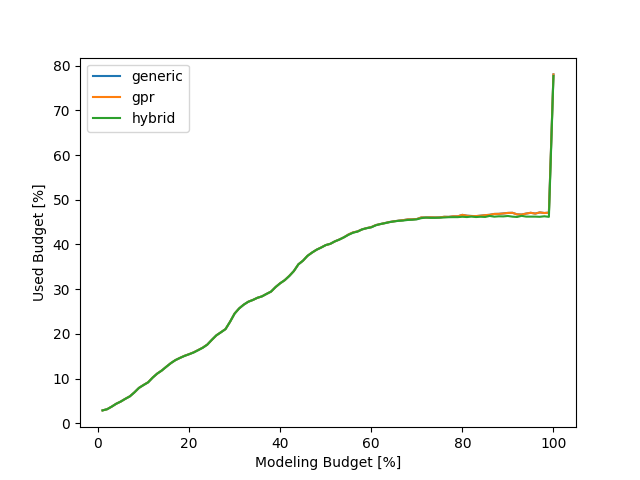 generic
gpr
hybrid
80
70
60
50
40
30
20
10
0
Used Budget [%]
0 20 40 60 80 100
Modeling Budget [%]